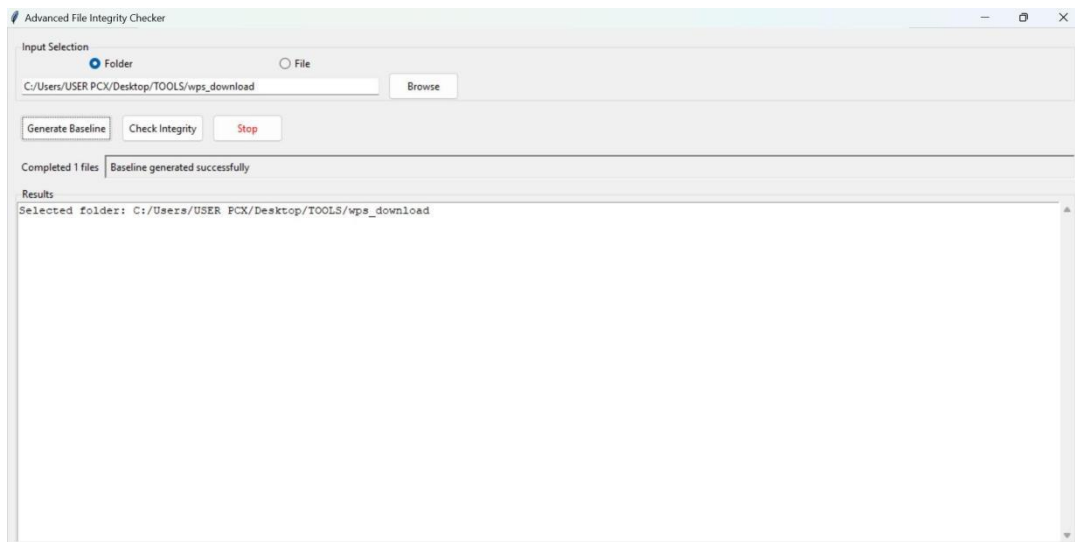 Advanced File Integrity Checker
Input Selection
Folder File
C:/Users/USER PCX/Desktop/TOOLS/wps_download Browse
Generate Baseline Check Integrity Stop
Completed 1 files Baseline generated successfully
Results
Selected folder: C:/Users/USER PCX/Desktop/TOOLS/wps_download